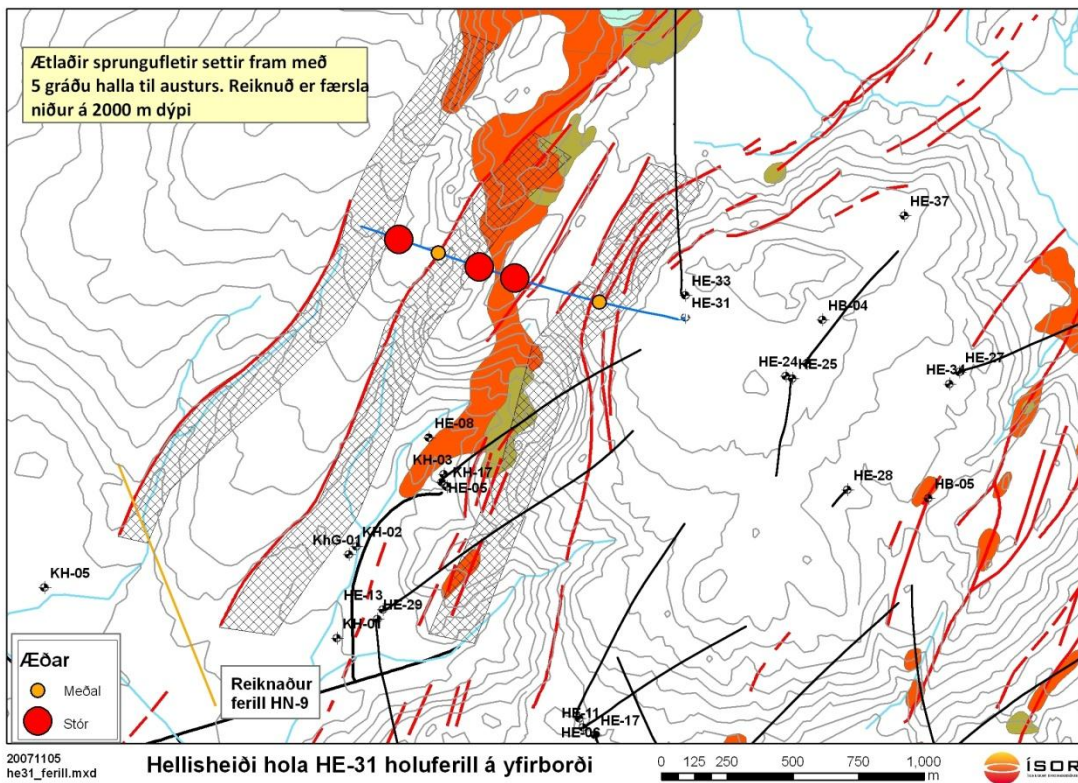 Ætlaðir sprungufletir settir fram með
5 gráðu halla til austurs. Reiknuð er færsla
niður á 2000 m dýpi
HE-37
HE-33
HE-31
HB-04
HE-24
HE-25
HE-27
HE-34
HE-08
KH-03
KH-17
HE-05
HE-28
HB-05
KhG-01
KH-02
KH-05
HE-13
HE-29
KH-01
Æðar
Meðal
Stór
Reiknaður
ferill HN-9
HE-11
HE-17
HE-06
20071105
he31_ferill.mxd
Hellisheiði hola HE-31 holuferill á yfirborði
0 125 250 500 750 1,000
m
ÍSOR